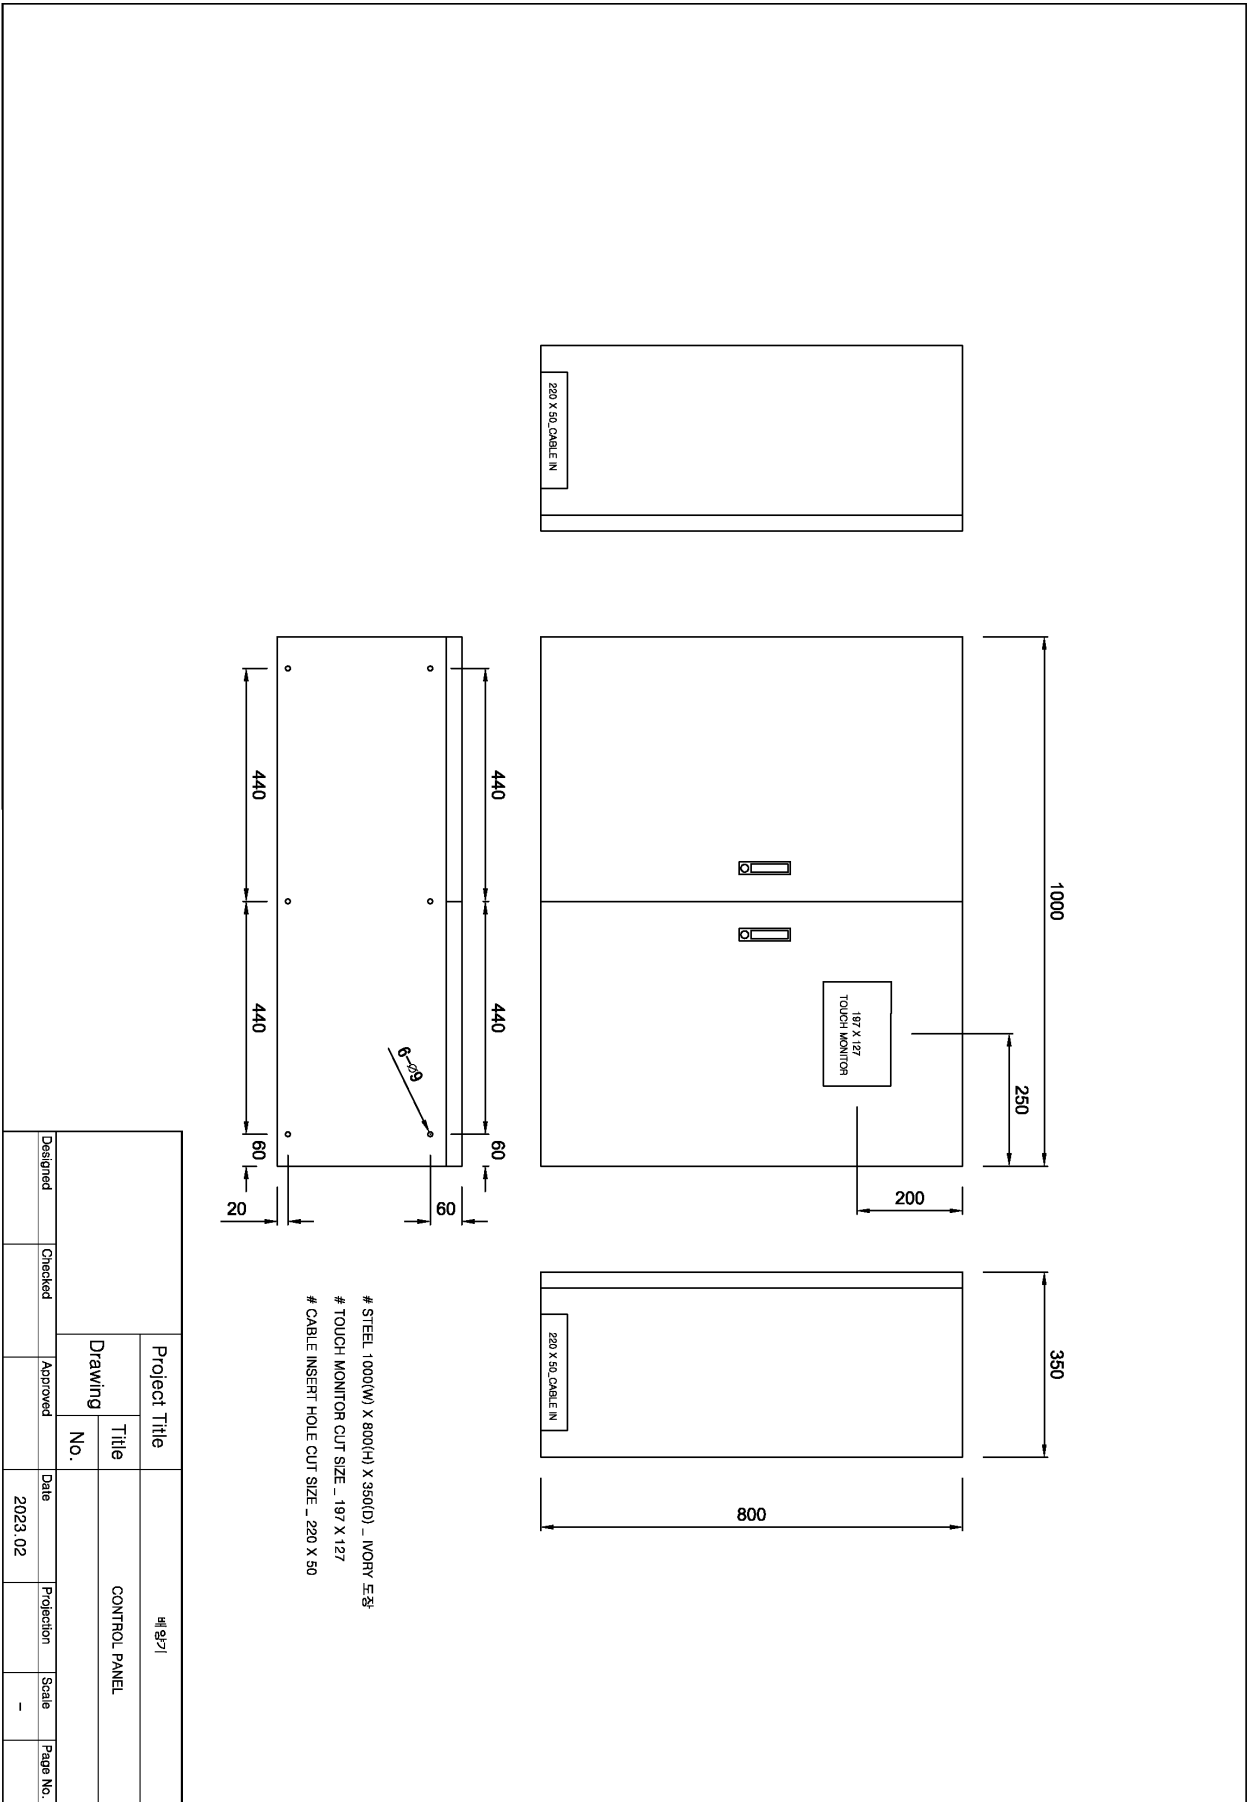 1000
250
350
200
800
197 X 127
TOUCH MONITOR
220 X 50_CABLE IN
220 X 50_CABLE IN
440
440
60
60
6-⌀9
440
440
60
20
# STEEL 1000(W) X 800(H) X 350(D) _ IVORY 도장
# TOUCH MONITOR CUT SIZE _ 197 X 127
# CABLE INSERT HOLE CUT SIZE _ 220 X 50
Project Title
배양기
Drawing
Title
CONTROL PANEL
No.
Designed
Checked
Approved
Date
Projection
Scale
Page No.
2023.02
-